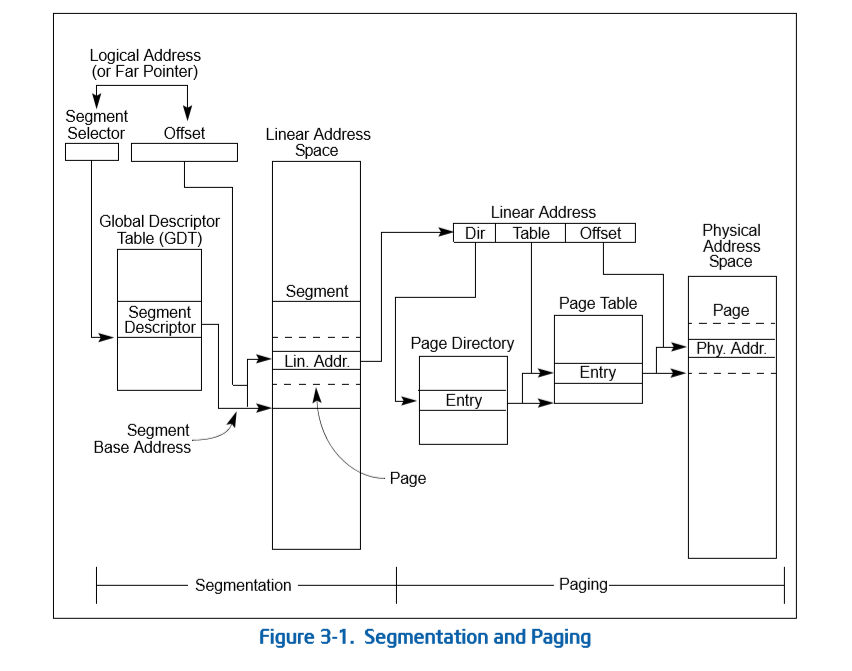 Logical Address
(or Far Pointer)
Segment
Selector
Offset
Linear Address
Space
Global Descriptor
Table (GDT)
Segment
Descriptor
Segment
Lin. Addr.
Segment
Base Address
Page
Linear Address
Dir
Table
Offset
Page Directory
Entry
Page Table
Entry
Physical
Address
Space
Page
Phy. Addr.
Segmentation
Paging
Figure 3-1. Segmentation and Paging